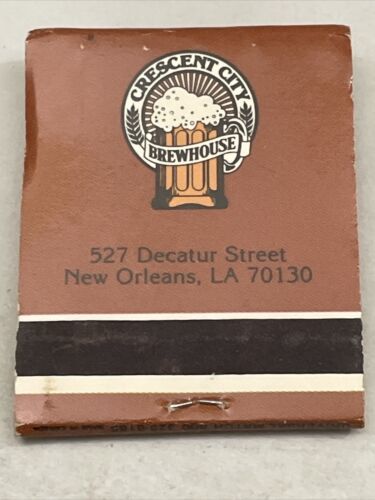 CRESCENT CITY
BREWHOUSE
527 Decatur Street
New Orleans, LA 70130